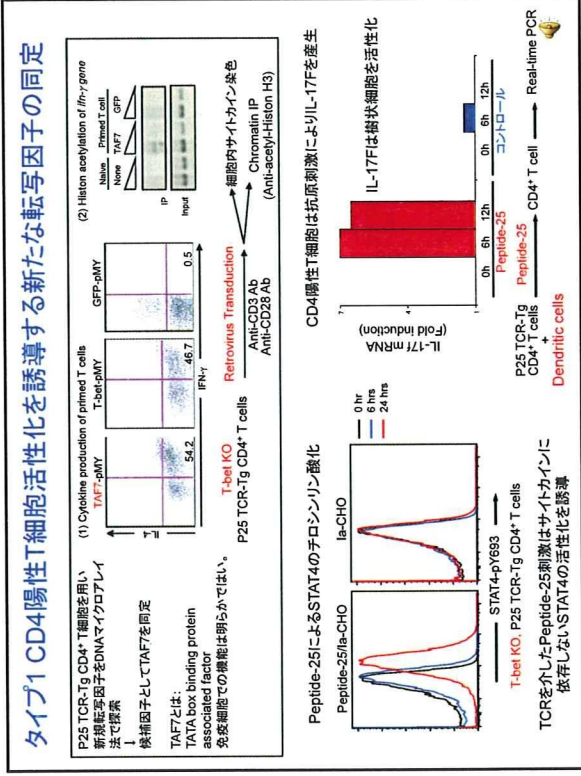 タイプ1 CD4陽性T細胞活性化を誘導する新たな転写因子の同定
P25 TCR-Tg CD4⁺ T細胞を用い
新規転写因子をDNAマイクロアレイ
法で探索
↓
候補因子としてTAF7を同定
TAF7とは:
TATA box binding protein
associated factor
免疫細胞での機能は明らかではい。
(1) Cytokine production of primed T cells
TAF7-pMY
T-bet-pMY
GFP-pMY
54.2
46.7
0.5
IFN-γ
T-bet KO
P25 TCR-Tg CD4⁺ T cells
Retrovirus Transduction
Anti-CD3 Ab
Anti-CD28 Ab
細胞内サイトカイン染色
Chromatin IP
(Anti-acetyl-Histon H3)
(2) Histon acetylation of ifn-γ gene
Naive Primed T cell
None TAF7 GFP
IP
Input
Peptide-25によるSTAT4のチロシンリン酸化
Peptide-25/Ia-CHO
Ia-CHO
0 hr
6 hrs
24 hrs
STAT4-pY693
T-bet KO, P25 TCR-Tg CD4⁺ T cells
TCRを介したPeptide-25刺激はサイトカインに
依存しないSTAT4の活性化を誘導
CD4陽性T細胞は抗原刺激によりIL-17Fを産生
IL-17Fは樹状細胞を活性化
IL-17f mRNA
(Fold induction)
7
1
0h 6h 12h
0h 6h 12h
Peptide-25
コントロール
P25 TCR-Tg
CD4⁺ T cells
+
Dendritic cells
Peptide-25
CD4⁺ T cell
Real-time PCR